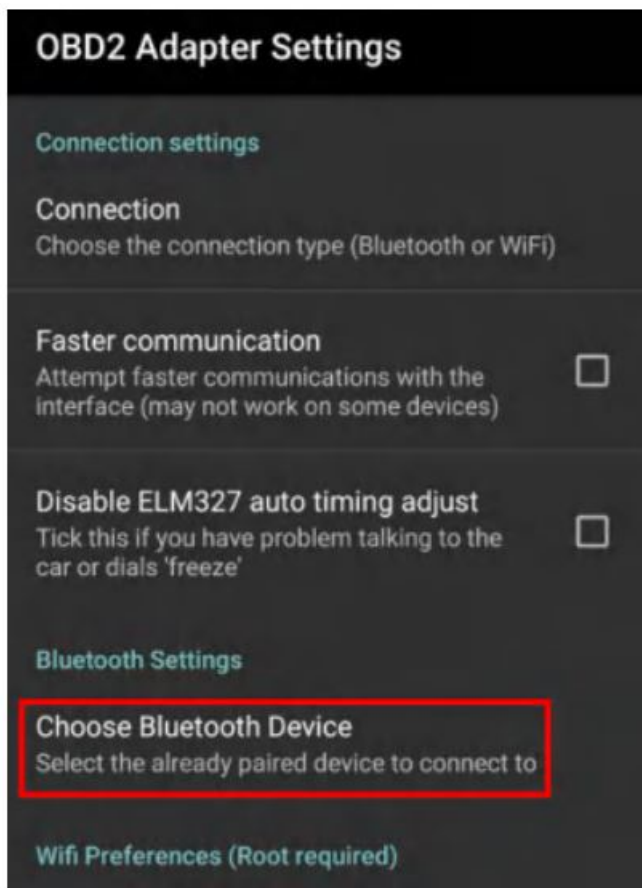 OBD2 Adapter Settings
Connection settings
Connection
Choose the connection type (Bluetooth or WiFi)
Faster communication
Attempt faster communications with the
interface (may not work on some devices)
Disable ELM327 auto timing adjust
Tick this if you have problem talking to the
car or dials 'freeze'
Bluetooth Settings
Choose Bluetooth Device
Select the already paired device to connect to
Wifi Preferences (Root required)